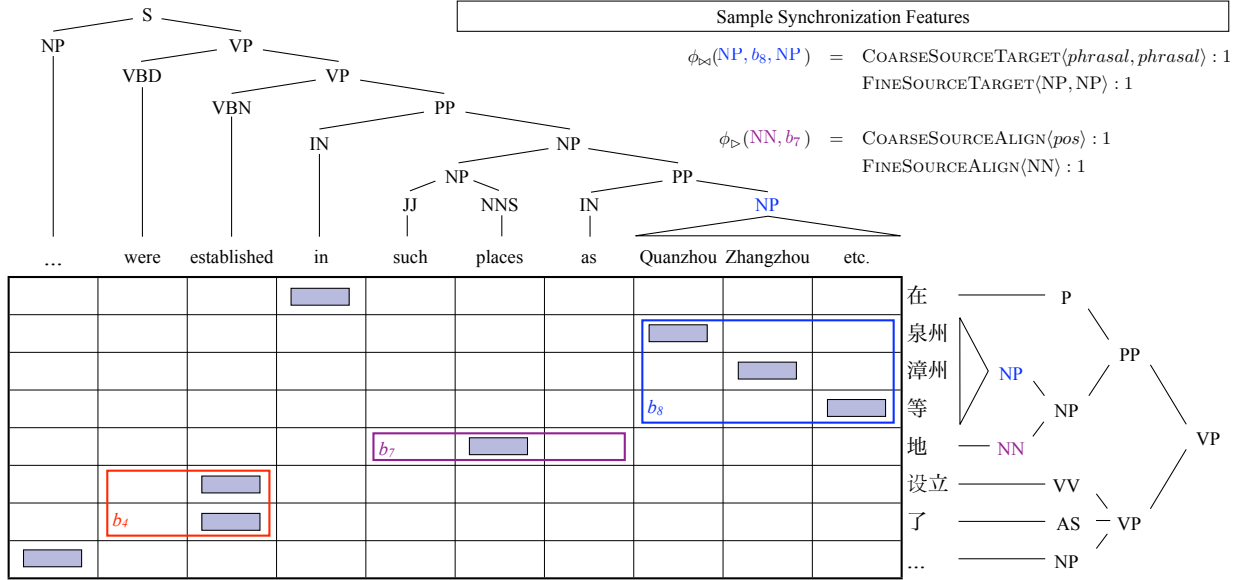 S
Sample Synchronization Features
NP VP
ϕ⋈(NP, b8, NP) = COARSESOURCETARGET⟨phrasal, phrasal⟩ : 1
VBD VP
FINESOURCETARGET⟨NP, NP⟩ : 1
VBN PP
IN NP
ϕ▷(NN, b7) = COARSESOURCEALIGN⟨pos⟩ : 1
FINESOURCEALIGN⟨NN⟩ : 1
NP PP
JJ NNS IN NP
... were established in such places as Quanzhou Zhangzhou etc.
在 P
泉州
PP
漳州 NP
b8 等 NP
b7 地 NN VP
设立 VV
b4 了 AS VP
... NP